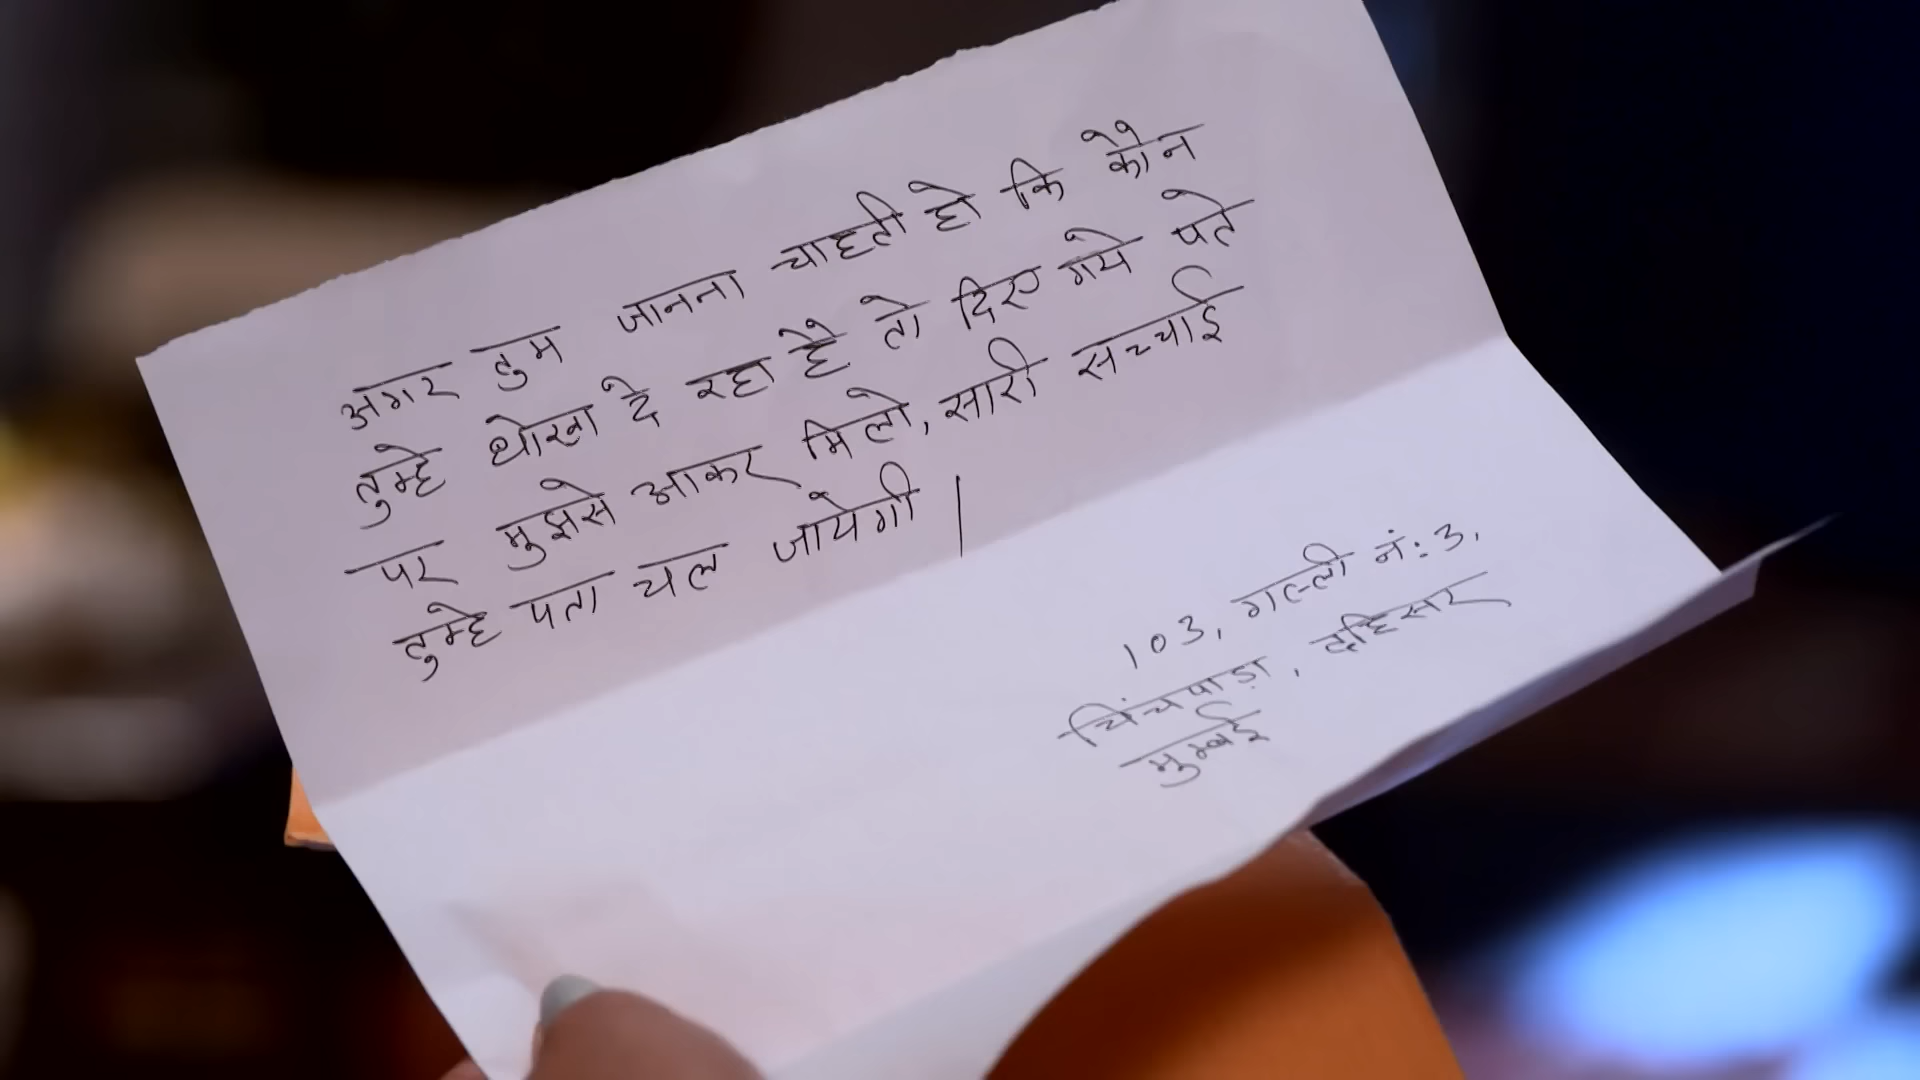 अगर तुम जानना चाहती हो कि कौन
तुम्हे धोखा दे रहा है तो दिए गये पते
पर मुझसे आकर मिलो, सारी सच्चाई
तुम्हे पता चल जायेगी |
103, गल्ली नं: 3,
चिंचपाड़ा, दहिसर
मुम्बई